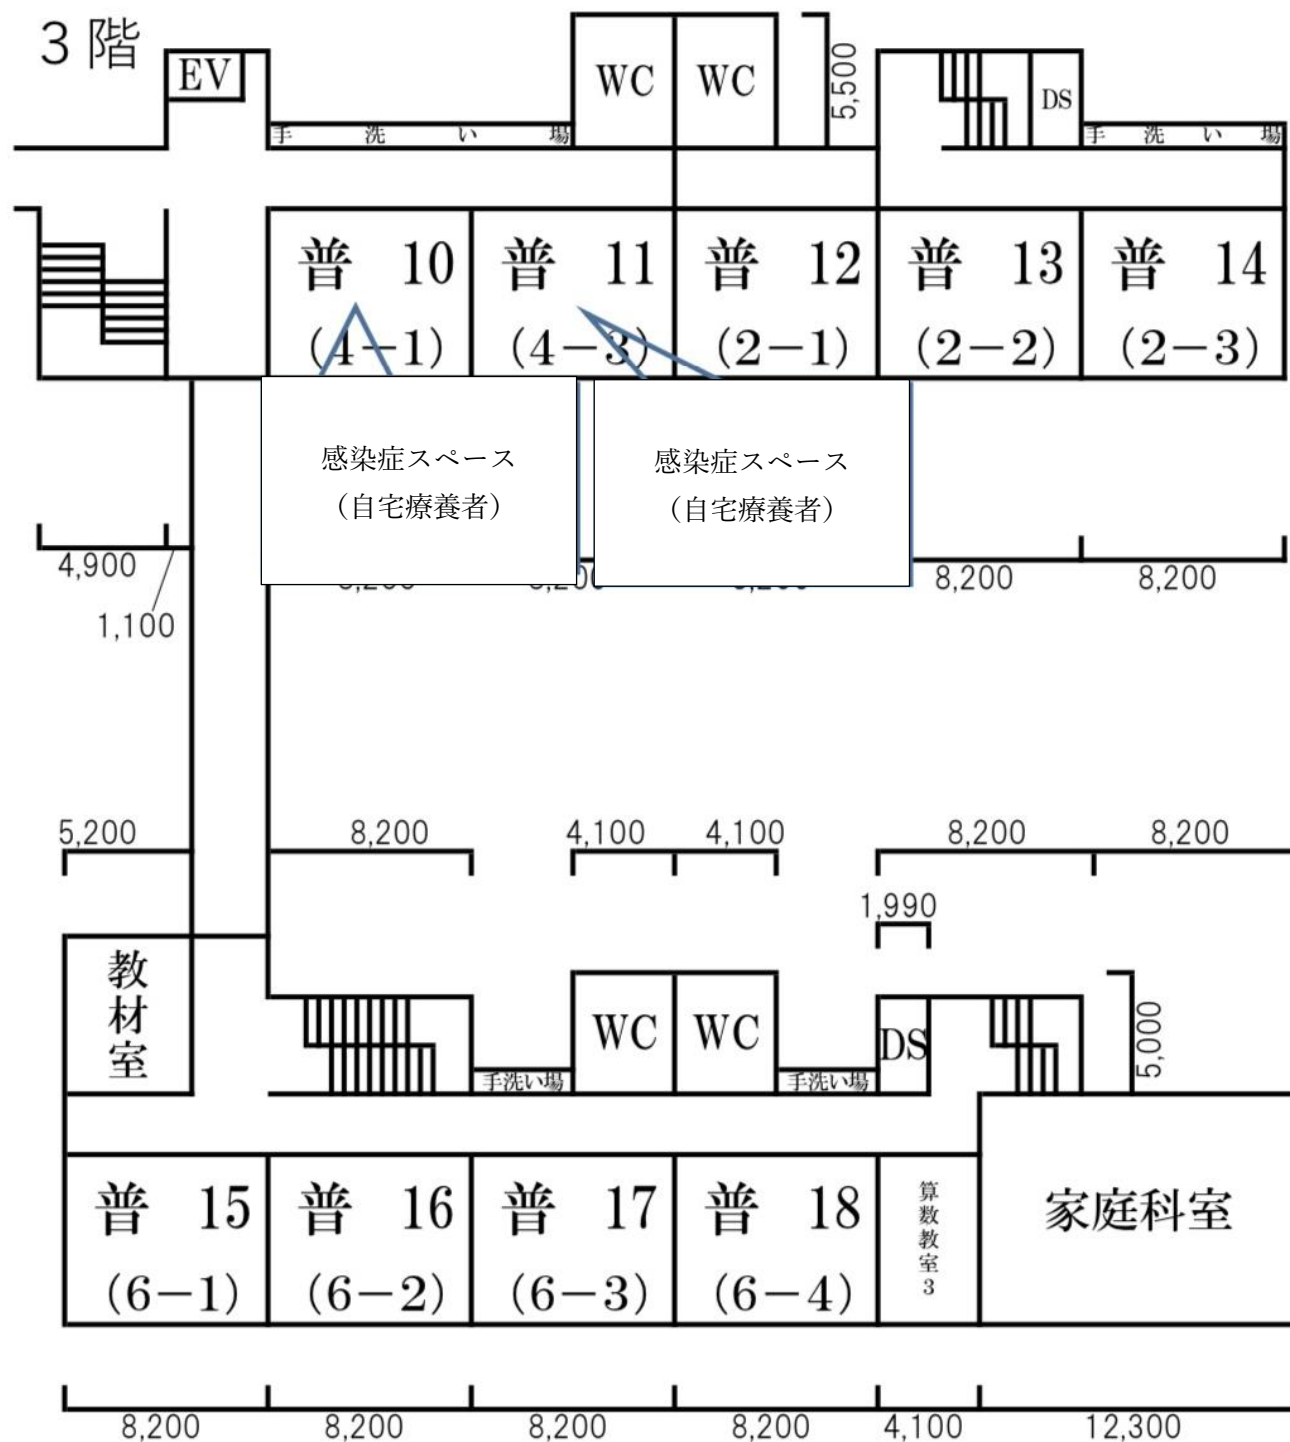 3階
EV
WC
WC
5,500
DS
手洗い場
手洗い場
普 10
(4-1)
普 11
(4-3)
普 12
(2-1)
普 13
(2-2)
普 14
(2-3)
感染症スペース
(自宅療養者)
感染症スペース
(自宅療養者)
4,900
1,100
8,200
8,200
5,200
8,200
4,100
4,100
8,200
8,200
1,990
教材室
WC
WC
DS
5,000
手洗い場
手洗い場
普 15
(6-1)
普 16
(6-2)
普 17
(6-3)
普 18
(6-4)
算数教室3
家庭科室
8,200
8,200
8,200
8,200
4,100
12,300